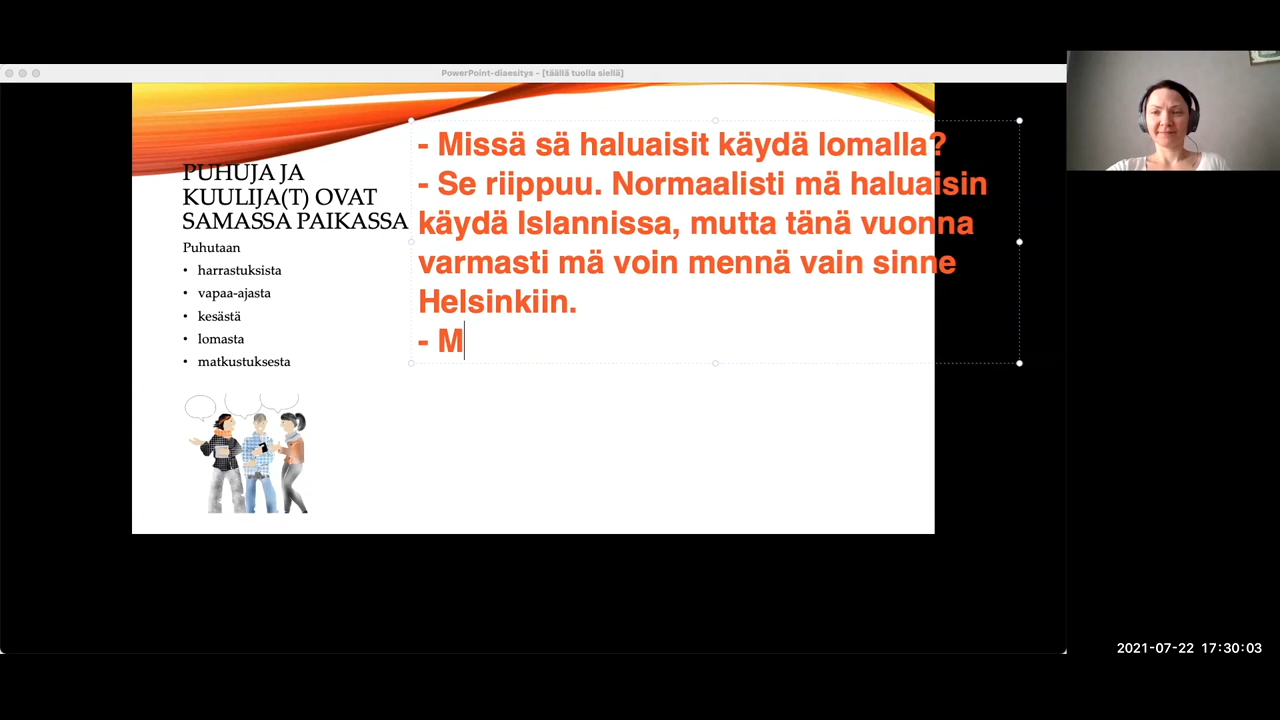 PowerPoint-diaesitys - [täällä tuolla siellä]
PUHUJA JA
KUULIJA(T) OVAT
SAMASSA PAIKASSA
Puhutaan
• harrastuksista
• vapaa-ajasta
• kesästä
• lomasta
• matkustuksesta
- Missä sä haluaisit käydä lomalla?
- Se riippuu. Normaalisti mä haluaisin
käydä Islannissa, mutta tänä vuonna
varmasti mä voin mennä vain sinne
Helsinkiin.
- M
2021-07-22 17:30:03